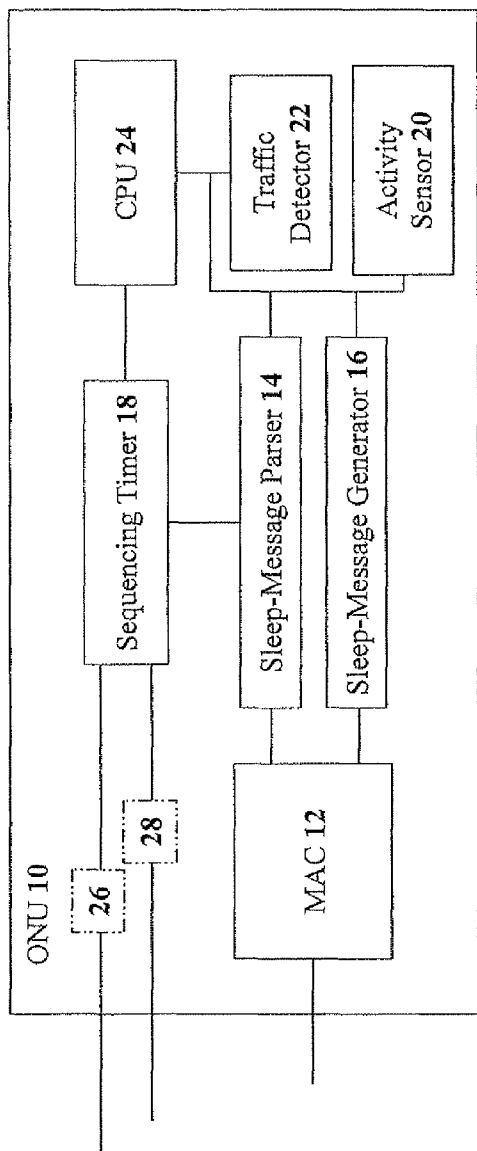 ONU 10
26
28
Sequencing Timer 18
CPU 24
MAC 12
Sleep-Message Parser 14
Sleep-Message Generator 16
Traffic
Detector 22
Activity
Sensor 20